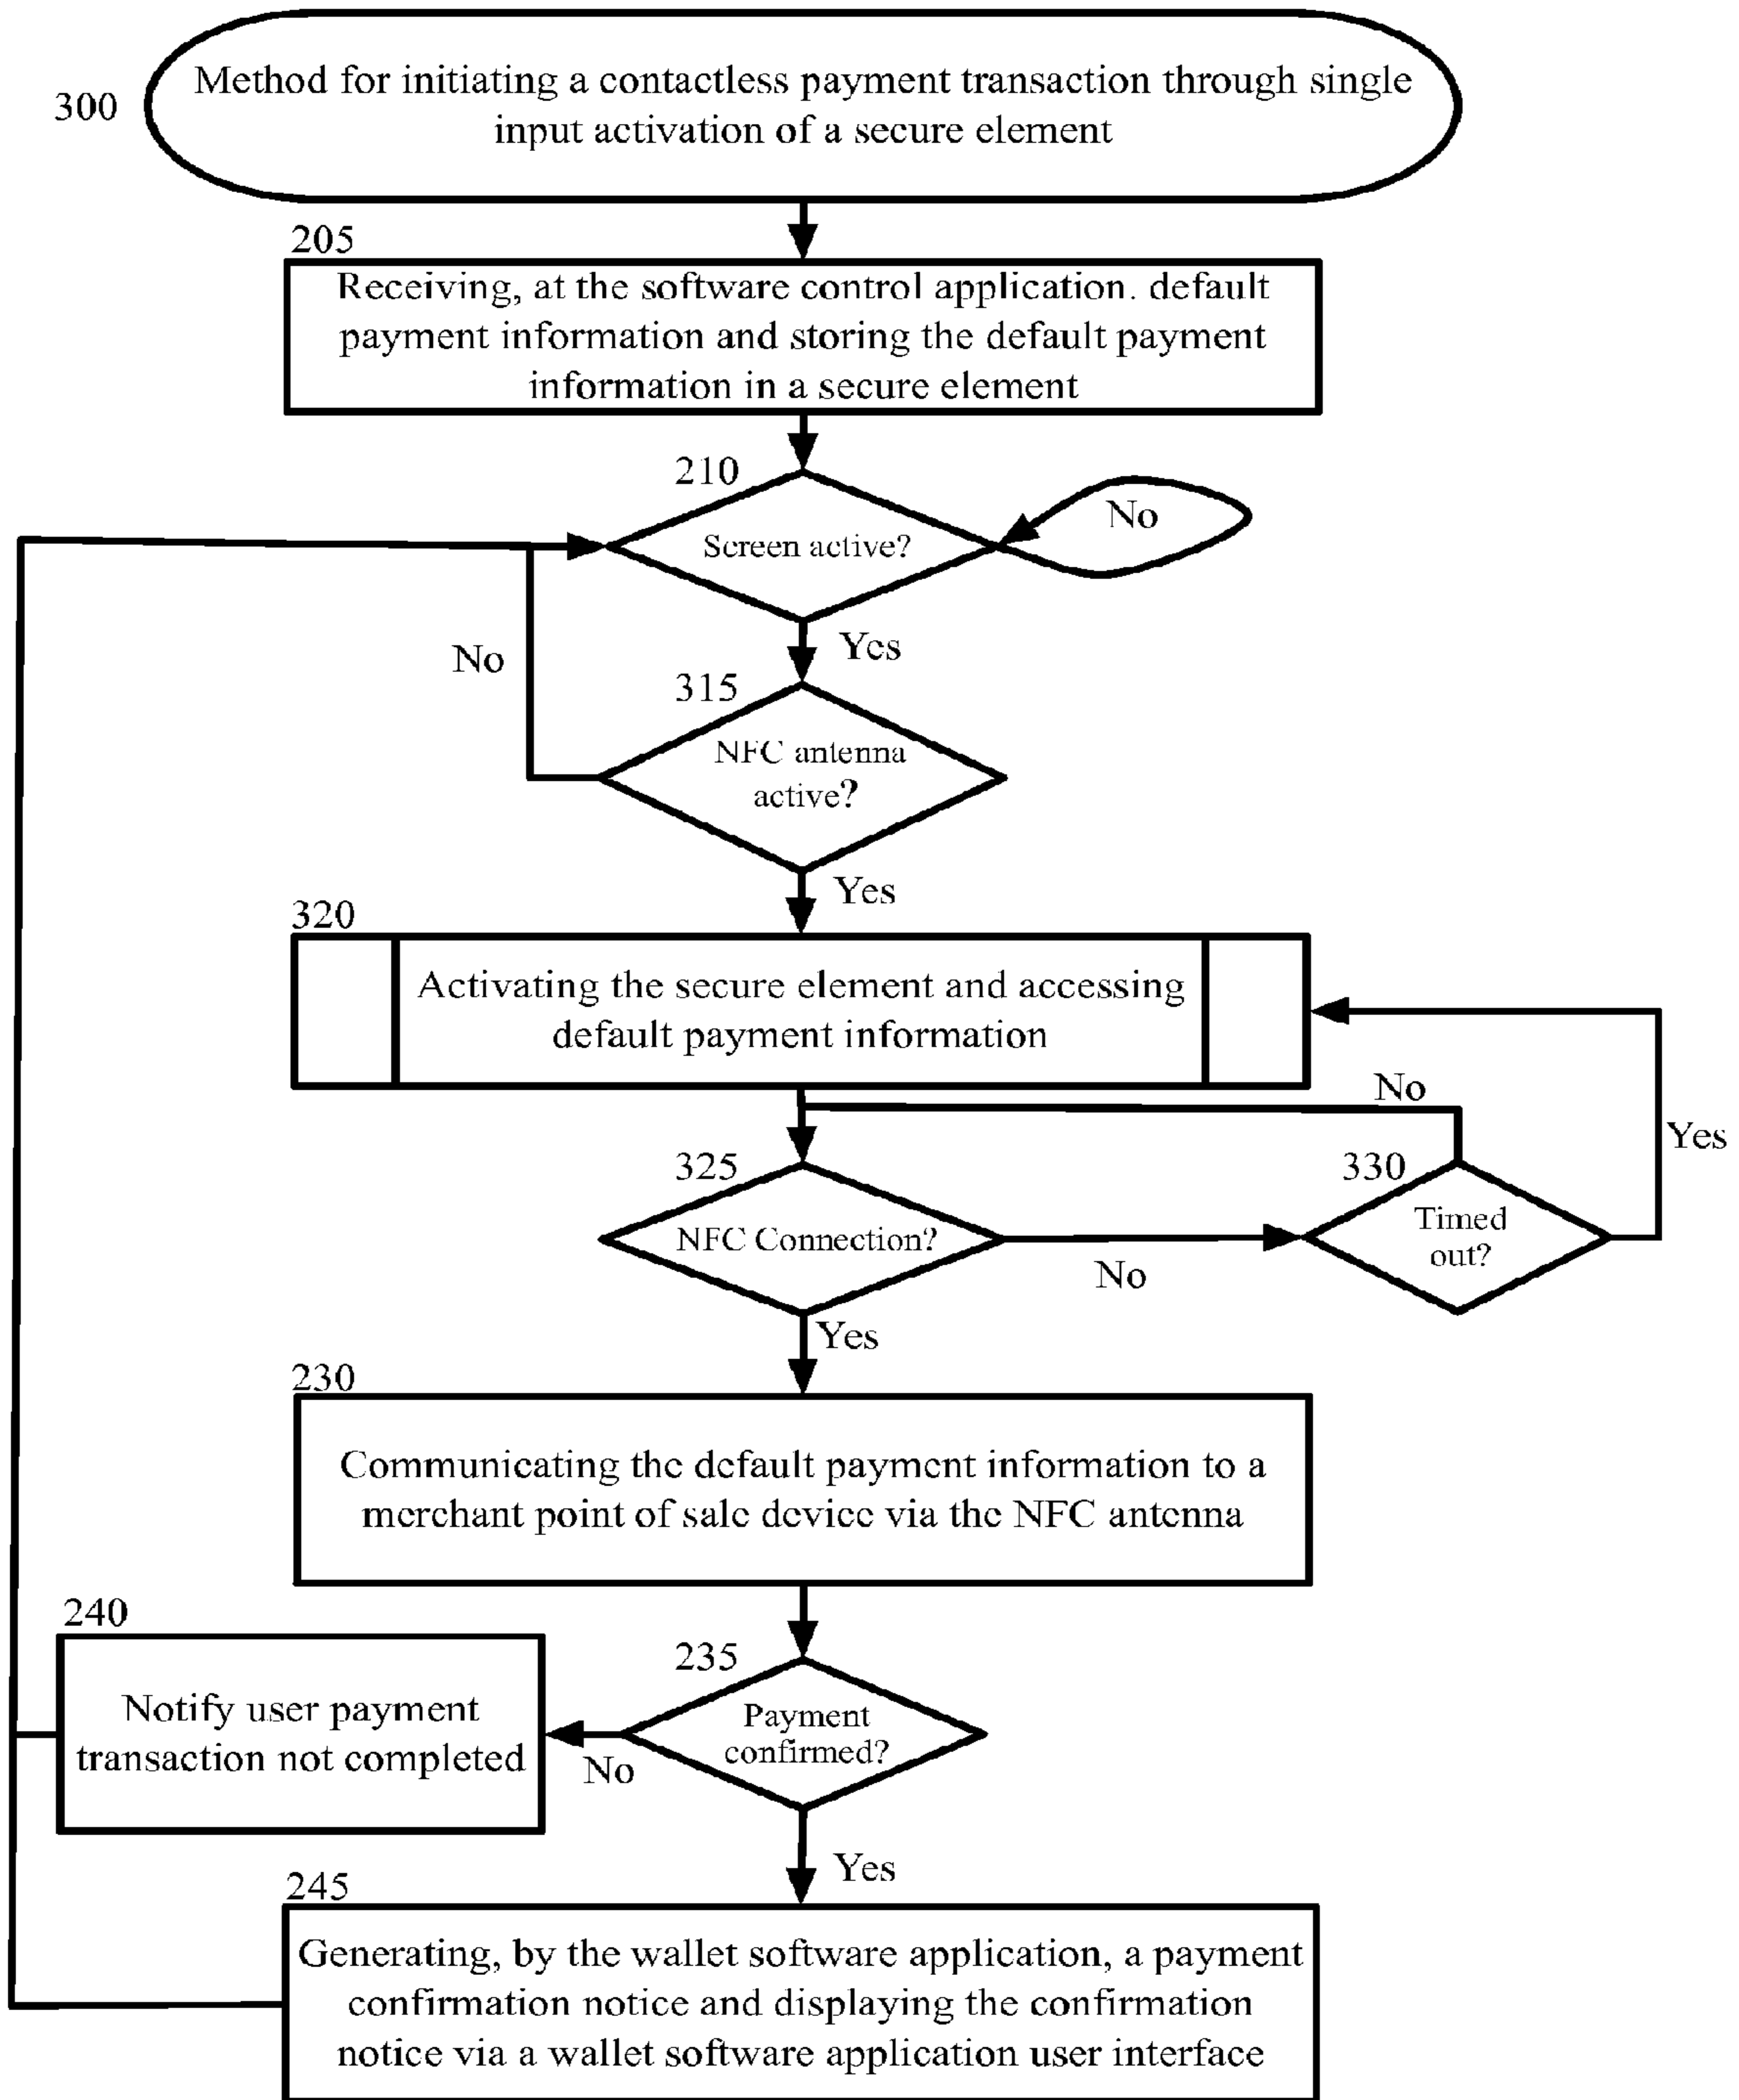 300
Method for initiating a contactless payment transaction through single
input activation of a secure element
205
Receiving, at the software control application. default
payment information and storing the default payment
information in a secure element
210
Screen active?
No
Yes
No
315
NFC antenna
active?
Yes
320
Activating the secure element and accessing
default payment information
No
Yes
325
NFC Connection?
No
330
Timed
out?
Yes
230
Communicating the default payment information to a
merchant point of sale device via the NFC antenna
240
Notify user payment
transaction not completed
235
Payment
confirmed?
No
Yes
245
Generating, by the wallet software application, a payment
confirmation notice and displaying the confirmation
notice via a wallet software application user interface